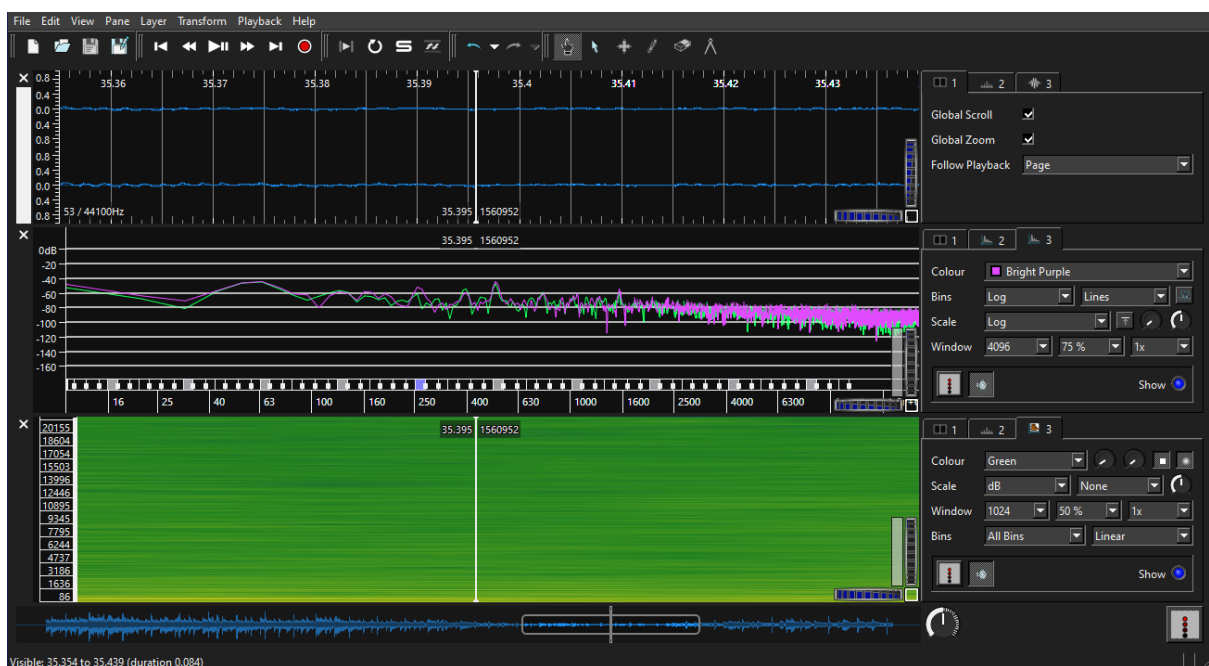 File Edit View Pane Layer Transform Playback Help
0.8 35.36 35.37 35.38 35.39 35.4 35.41 35.42 35.43
0.4
0.0
0.4
0.8
0.8
0.4
0.0
0.4
0.8 53 / 44100Hz 35.395 1560952
1 2 3
Global Scroll
Global Zoom
Follow Playback Page
35.395 1560952
0dB
-20
-40
-60
-80
-100
-120
-140
-160
16 25 40 63 100 160 250 400 630 1000 1600 2500 4000 6300
1 2 3
Colour Bright Purple
Bins Log Lines
Scale Log
Window 4096 75 % 1x
Show
20155 35.395 1560952
18604
17054
15503
13996
12446
10895
9345
7795
6244
4737
3186
1636
86
1 2 3
Colour Green
Scale dB None
Window 1024 50 % 1x
Bins All Bins Linear
Show
Visible: 35.354 to 35.439 (duration 0.084)